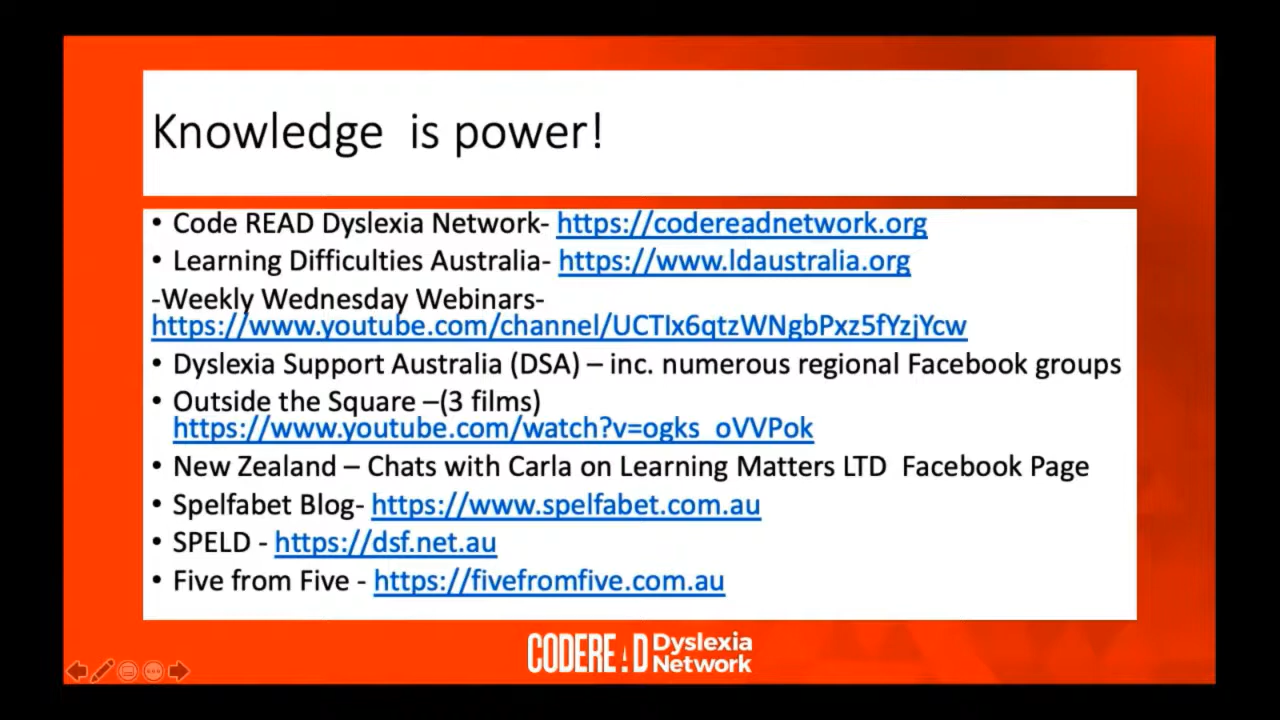 Knowledge  is power!
• Code READ Dyslexia Network- https://codereadnetwork.org
• Learning Difficulties Australia- https://www.ldaustralia.org
-Weekly Wednesday Webinars-
https://www.youtube.com/channel/UCTIx6qtzWNgbPxz5fYzjYcw
• Dyslexia Support Australia (DSA) – inc. numerous regional Facebook groups
• Outside the Square –(3 films)
https://www.youtube.com/watch?v=ogks_oVVPok
• New Zealand – Chats with Carla on Learning Matters LTD  Facebook Page
• Spelfabet Blog- https://www.spelfabet.com.au
• SPELD - https://dsf.net.au
• Five from Five - https://fivefromfive.com.au
CODEREAD Dyslexia
Network